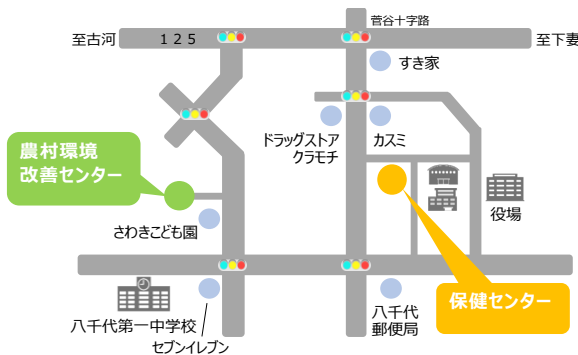 菅谷十字路
至古河
125
至下妻
すき家
ドラッグストア
クラモチ
カスミ
農村環境
改善センター
役場
さわきこども園
保健センター
八千代第一中学校
セブンイレブン
八千代
郵便局